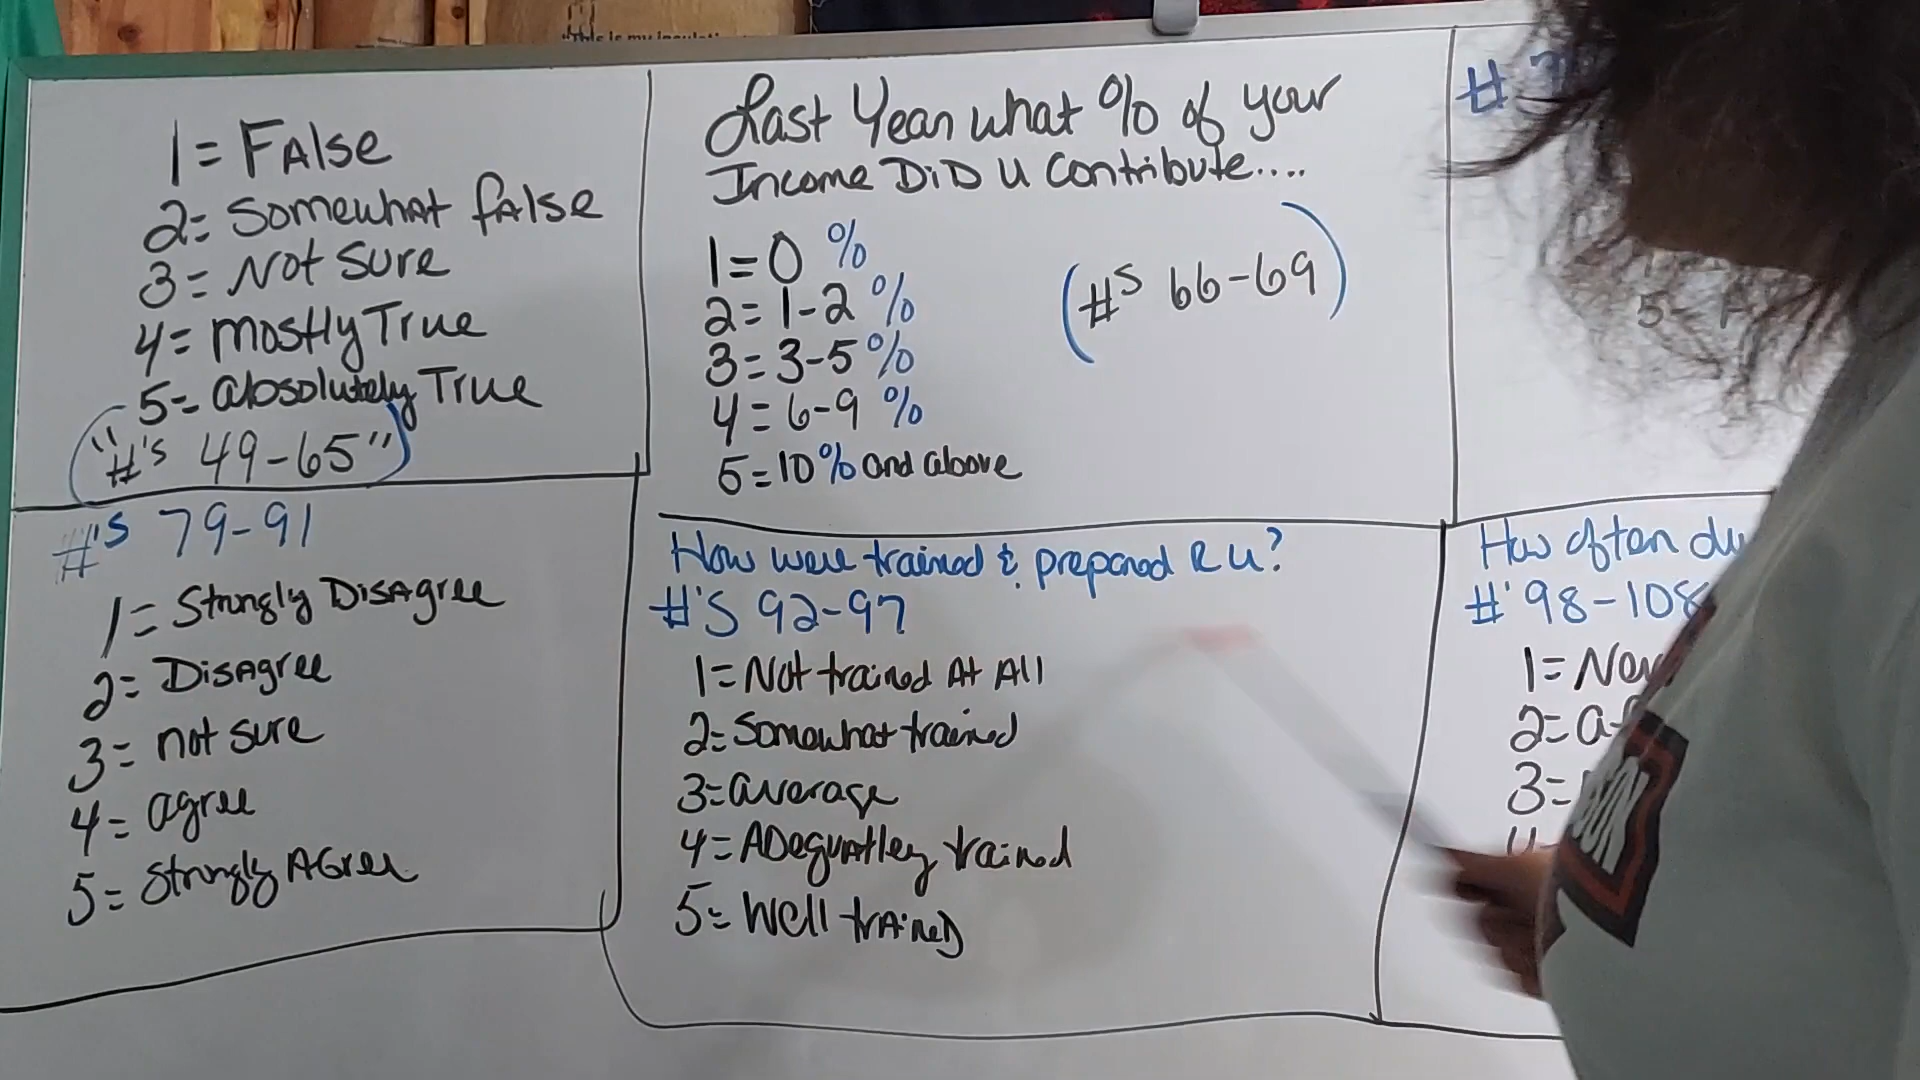 1= FAlse
2= Somewhat fAlse
3= Not sure
4= mostly True
5= absolutely True
"#'s 49-65"
Last Year what % of your
Income DiD U Contribute....
1=0 %
2= 1-2 %
3= 3-5 %
4= 6-9 %
5=10% and above
(#s 66-69)
#'s 79-91
1= Strongly DisAgree
2= DisAgree
3= not sure
4= agree
5= Strongly AGree
How were trained & prepared R U?
#'S 92-97
1= Not trained At All
2= Somewhat trained
3= average
4= ADequAtley trained
5= Well trAineD
How often
#' 98-108
1=
2=
3=